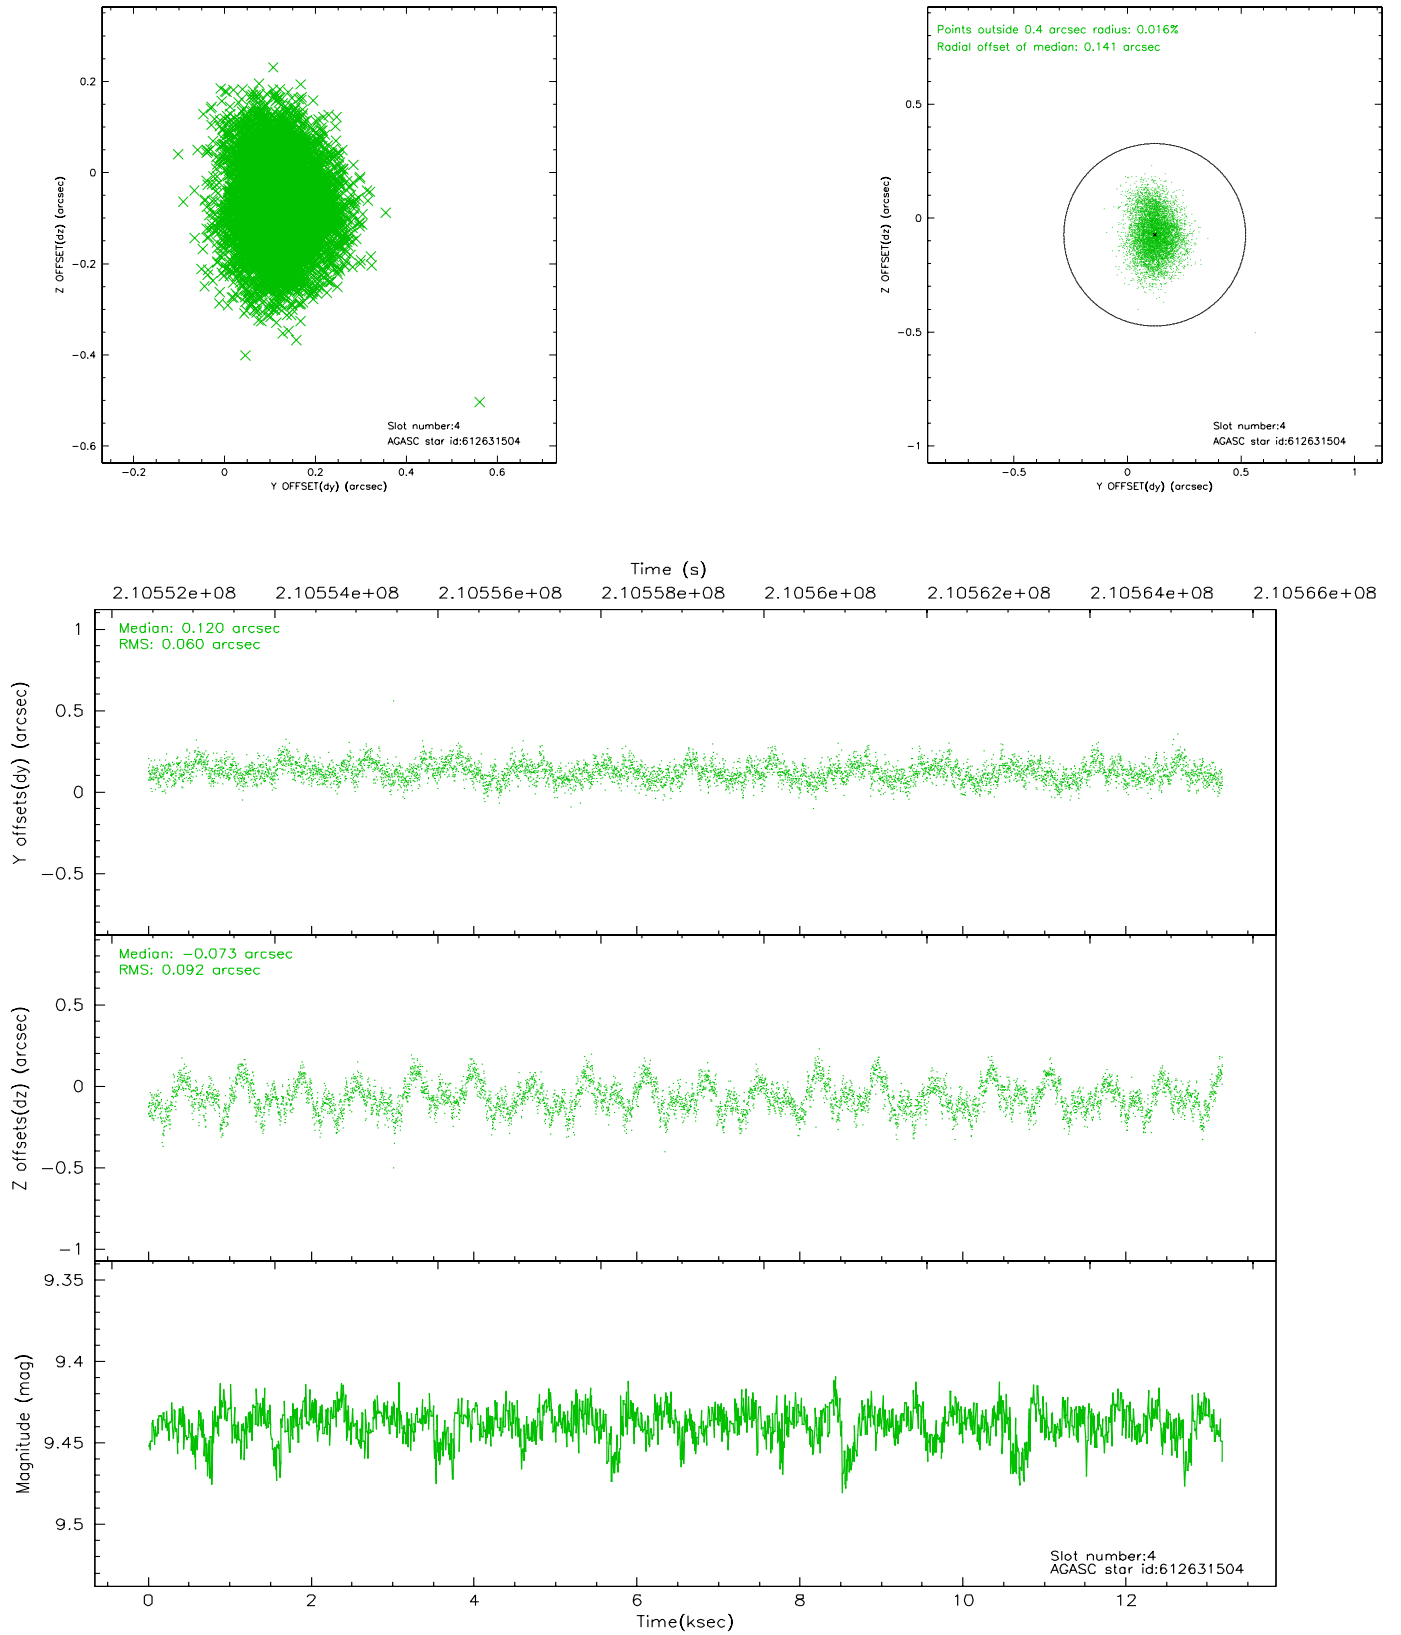 0.2
0
−0.2
−0.4
−0.6
Z OFFSET(dz) (arcsec)
Slot number:4
AGASC star id:612631504
−0.2 0 0.2 0.4 0.6
Y OFFSET(dy) (arcsec)
Points outside 0.4 arcsec radius: 0.016%
Radial offset of median: 0.141 arcsec
0.5
0
−0.5
−1
Z OFFSET(dz) (arcsec)
Slot number:4
AGASC star id:612631504
−0.5 0 0.5 1
Y OFFSET(dy) (arcsec)
Time (s)
2.10552e+08 2.10554e+08 2.10556e+08 2.10558e+08 2.1056e+08 2.10562e+08 2.10564e+08 2.10566e+08
Median: 0.120 arcsec
RMS: 0.060 arcsec
1
0.5
0
−0.5
Y offsets(dy) (arcsec)
Median: −0.073 arcsec
RMS: 0.092 arcsec
0.5
0
−0.5
−1
Z offsets(dz) (arcsec)
9.35
9.4
9.45
9.5
Magnitude (mag)
Slot number:4
AGASC star id:612631504
0 2 4 6 8 10 12
Time(ksec)